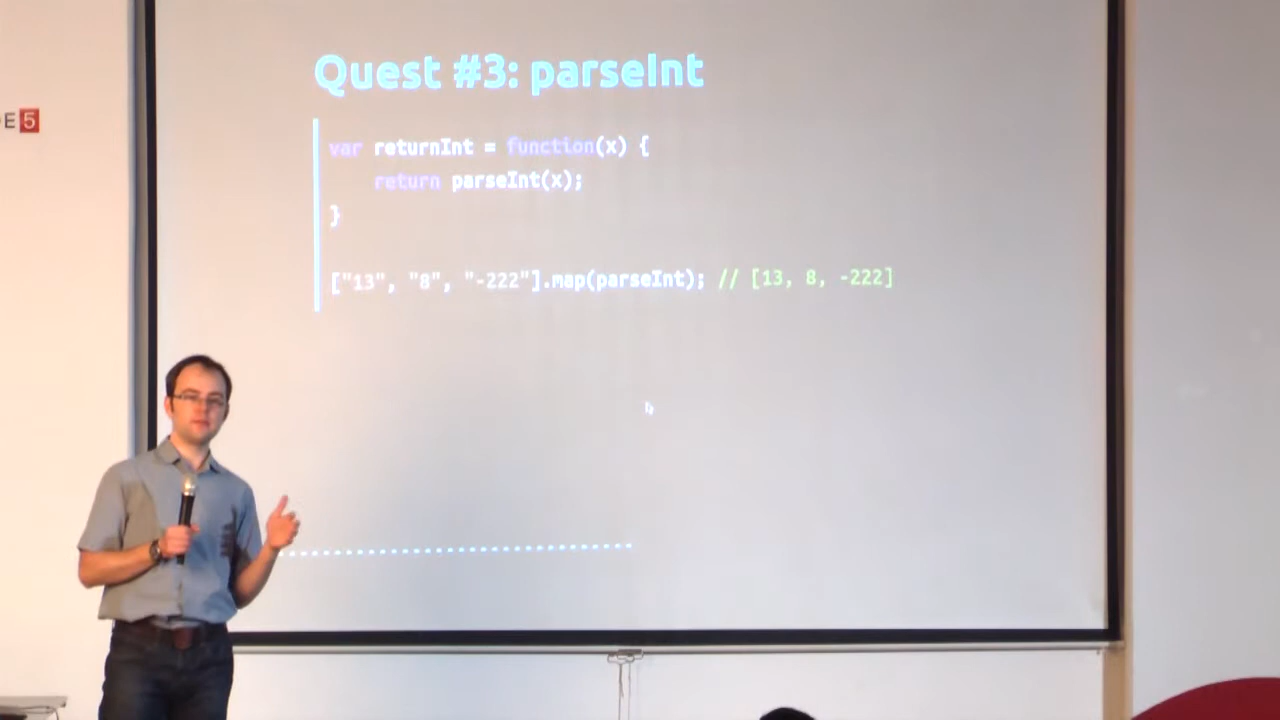 Quest #3: parseInt
E5
var returnInt = function(x) {
return parseInt(x);
}
["13", "8", "-222"].map(parseInt); // [13, 8, -222]